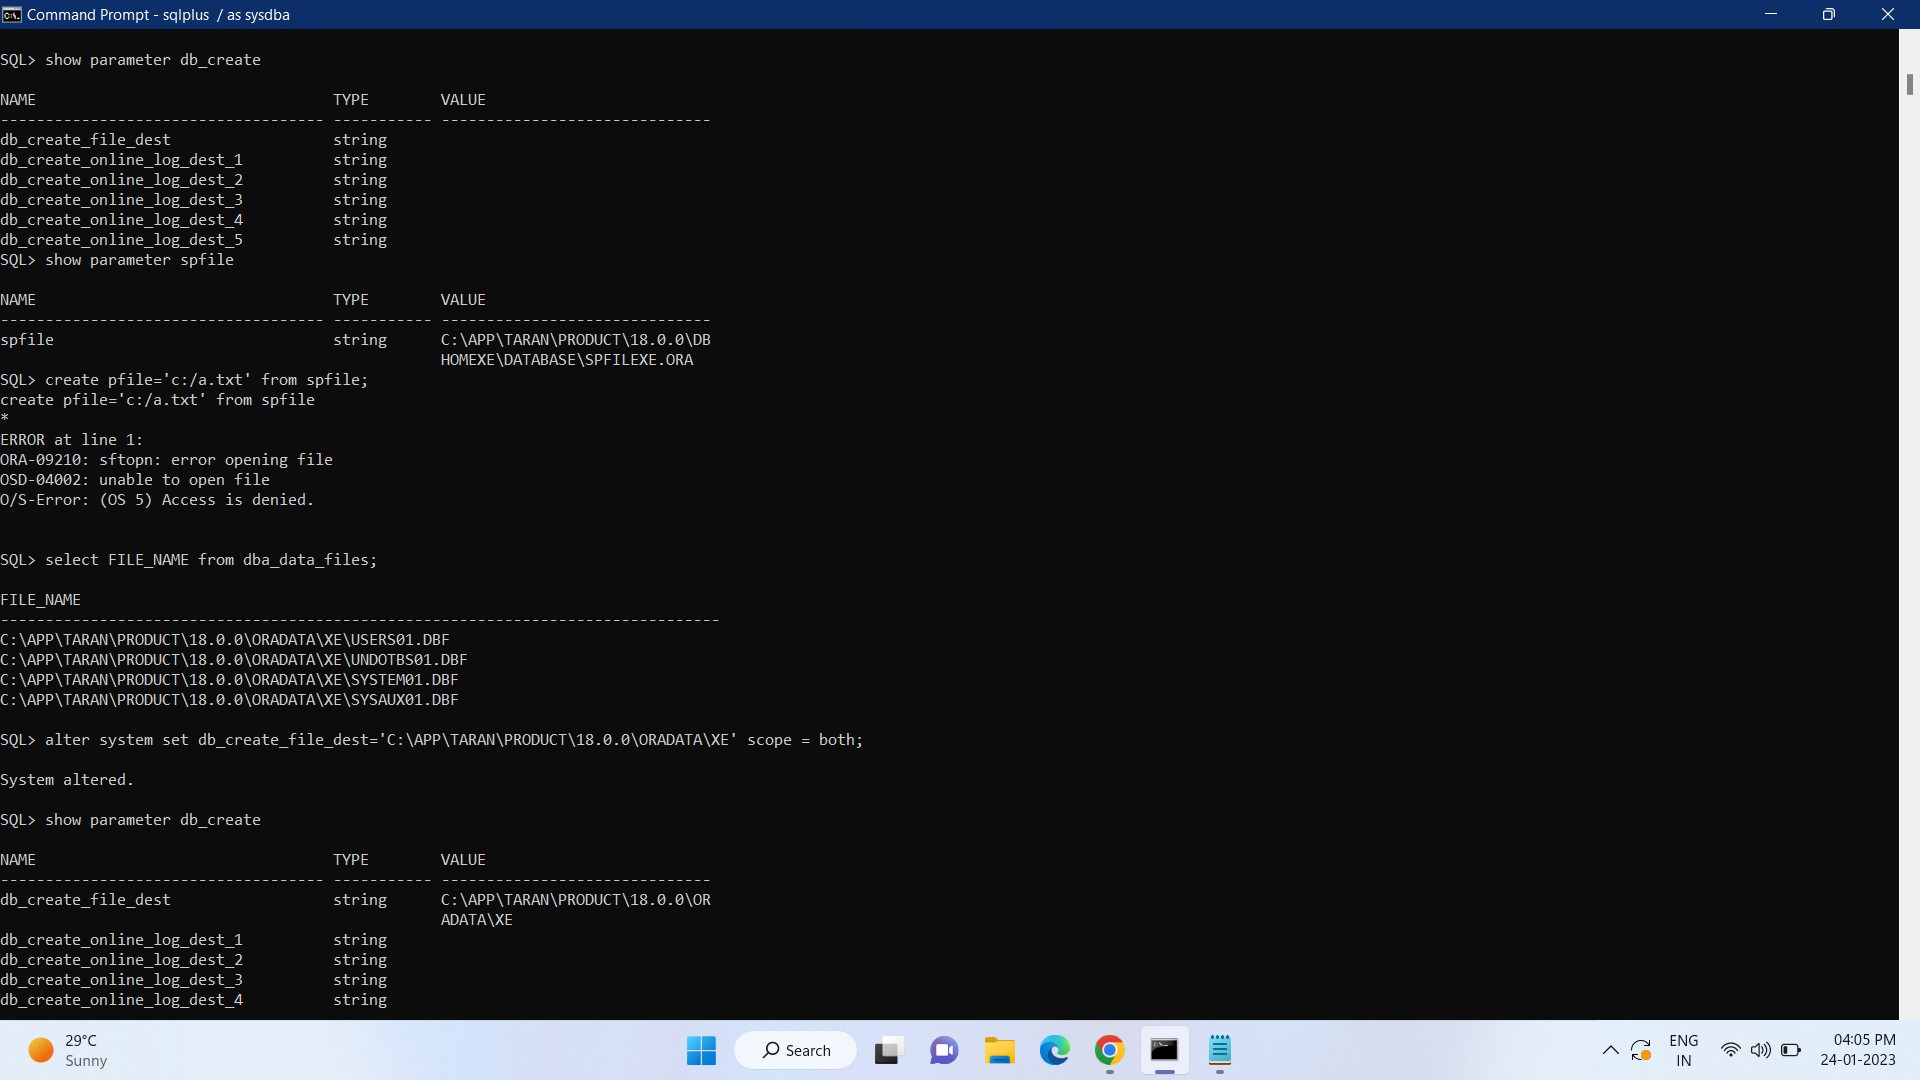 Command Prompt - sqlplus  / as sysdba
SQL> show parameter db_create
NAME                                 TYPE        VALUE
------------------------------------ ----------- ------------------------------
db_create_file_dest                  string
db_create_online_log_dest_1          string
db_create_online_log_dest_2          string
db_create_online_log_dest_3          string
db_create_online_log_dest_4          string
db_create_online_log_dest_5          string
SQL> show parameter spfile
NAME                                 TYPE        VALUE
------------------------------------ ----------- ------------------------------
spfile                               string      C:\APP\TARAN\PRODUCT\18.0.0\DB
                                                 HOMEXE\DATABASE\SPFILEXE.ORA
SQL> create pfile='c:/a.txt' from spfile;
create pfile='c:/a.txt' from spfile
*
ERROR at line 1:
ORA-09210: sftopn: error opening file
OSD-04002: unable to open file
O/S-Error: (OS 5) Access is denied.
SQL> select FILE_NAME from dba_data_files;
FILE_NAME
--------------------------------------------------------------------------------
C:\APP\TARAN\PRODUCT\18.0.0\ORADATA\XE\USERS01.DBF
C:\APP\TARAN\PRODUCT\18.0.0\ORADATA\XE\UNDOTBS01.DBF
C:\APP\TARAN\PRODUCT\18.0.0\ORADATA\XE\SYSTEM01.DBF
C:\APP\TARAN\PRODUCT\18.0.0\ORADATA\XE\SYSAUX01.DBF
SQL> alter system set db_create_file_dest='C:\APP\TARAN\PRODUCT\18.0.0\ORADATA\XE' scope = both;
System altered.
SQL> show parameter db_create
NAME                                 TYPE        VALUE
------------------------------------ ----------- ------------------------------
db_create_file_dest                  string      C:\APP\TARAN\PRODUCT\18.0.0\OR
                                                 ADATA\XE
db_create_online_log_dest_1          string
db_create_online_log_dest_2          string
db_create_online_log_dest_3          string
db_create_online_log_dest_4          string
29°C
Sunny
Search
ENG
IN
04:05 PM
24-01-2023